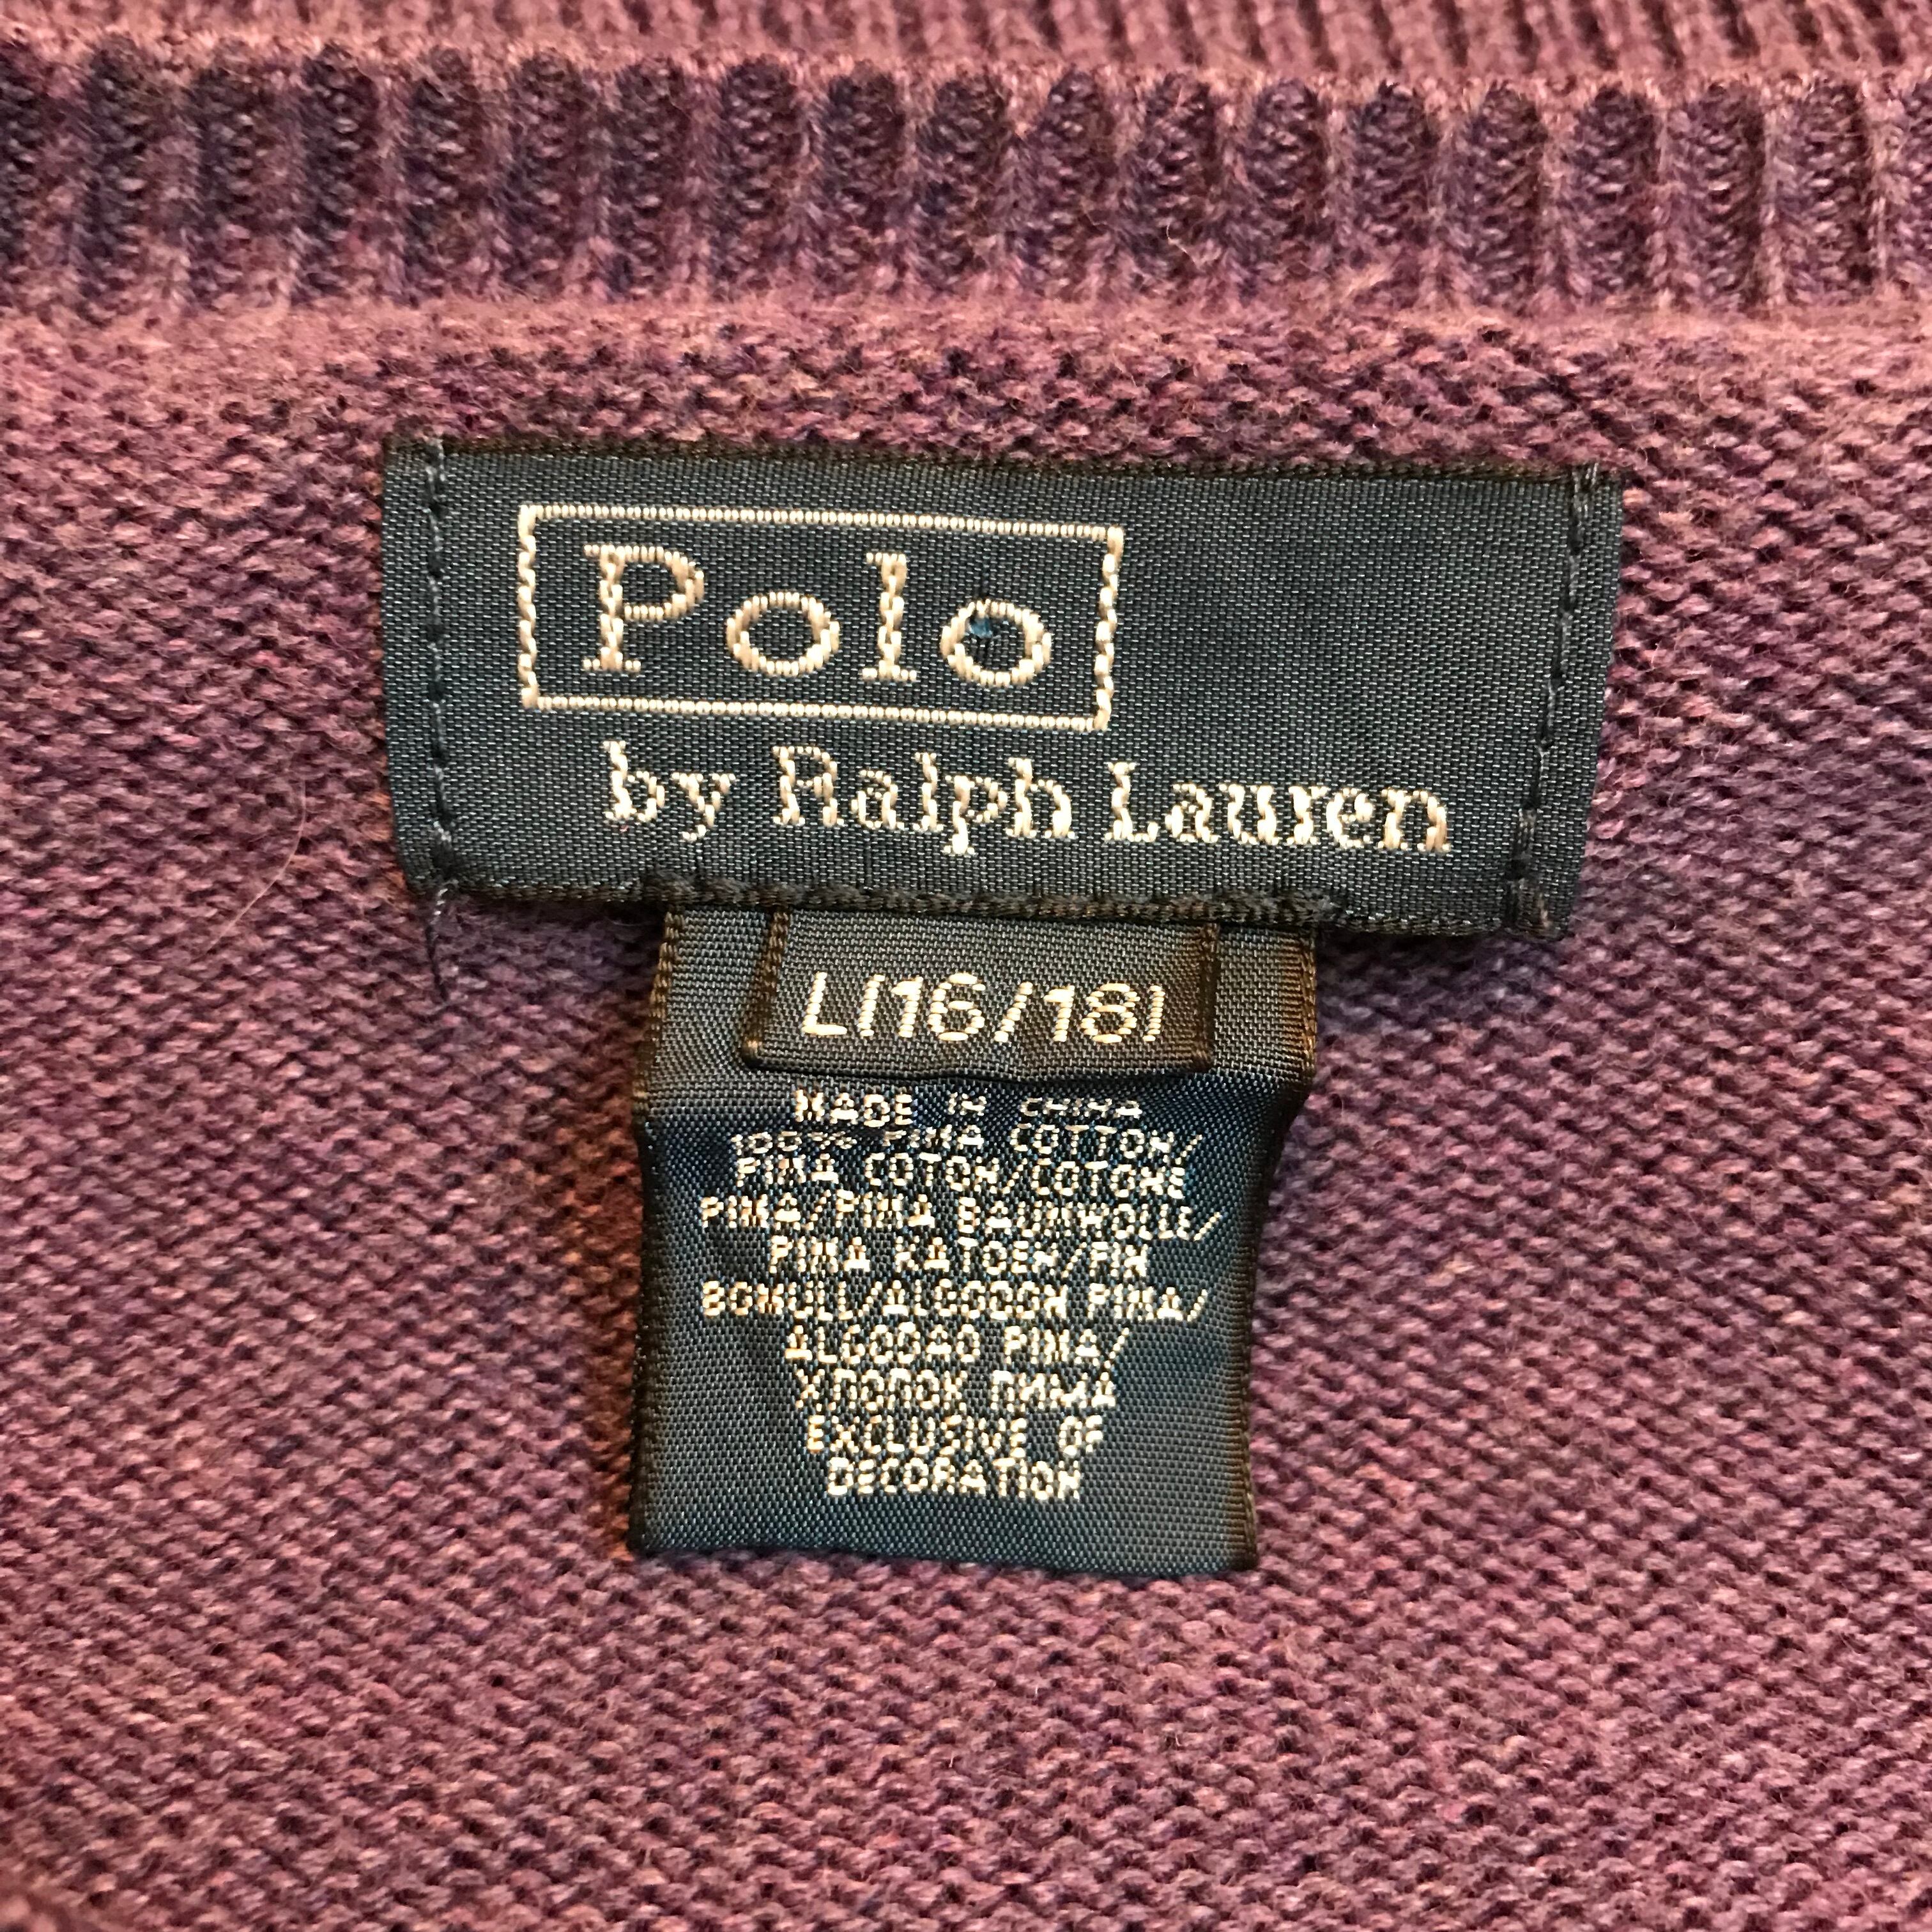 Polo
by Ralph Lauren
L(16/18)
MADE IN CHINA
100% PIMA COTTON/
PIMA COTON/COTONE
PIMA/PIMA BAUMWOLLE/
PIMA KATOEN/PIM
BOMULL/ALGODON PIMA/
ALGODAO PIMA/
ХЛОПОК ПИМА
EXCLUSIVE OF
DECORATION